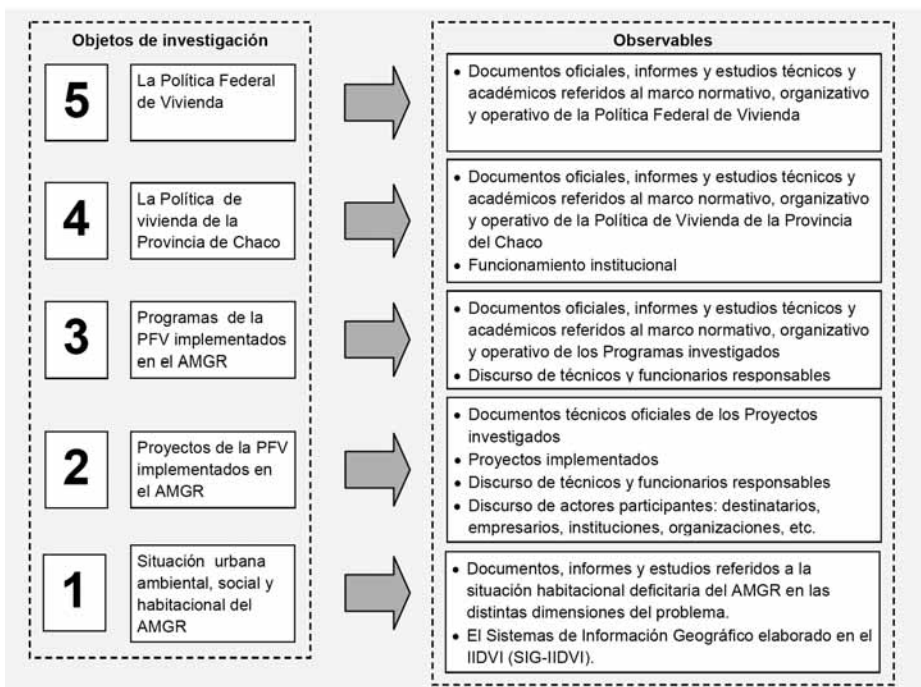 Objetos de investigación
Observables
5
La Política Federal
de Vivienda
• Documentos oficiales, informes y estudios técnicos y
académicos referidos al marco normativo, organizativo
y operativo de la Política Federal de Vivienda
4
La Política de
vivienda de la
Provincia de Chaco
• Documentos oficiales, informes y estudios técnicos y
académicos referidos al marco normativo, organizativo
y operativo de la Política de Vivienda de la Provincia
del Chaco
• Funcionamiento institucional
3
Programas de la
PFV implementados
en el AMGR
• Documentos oficiales, informes y estudios técnicos y
académicos referidos al marco normativo, organizativo
y operativo de los Programas investigados
• Discurso de técnicos y funcionarios responsables
2
Proyectos de la PFV
implementados en
el AMGR
• Documentos técnicos oficiales de los Proyectos
investigados
• Proyectos implementados
• Discurso de técnicos y funcionarios responsables
• Discurso de actores participantes: destinatarios,
empresarios, instituciones, organizaciones, etc.
1
Situación urbana
ambiental, social y
habitacional del
AMGR
• Documentos, informes y estudios referidos a la
situación habitacional deficitaria del AMGR en las
distintas dimensiones del problema.
• El Sistemas de Información Geográfico elaborado en el
IIDVI (SIG-IIDVI).